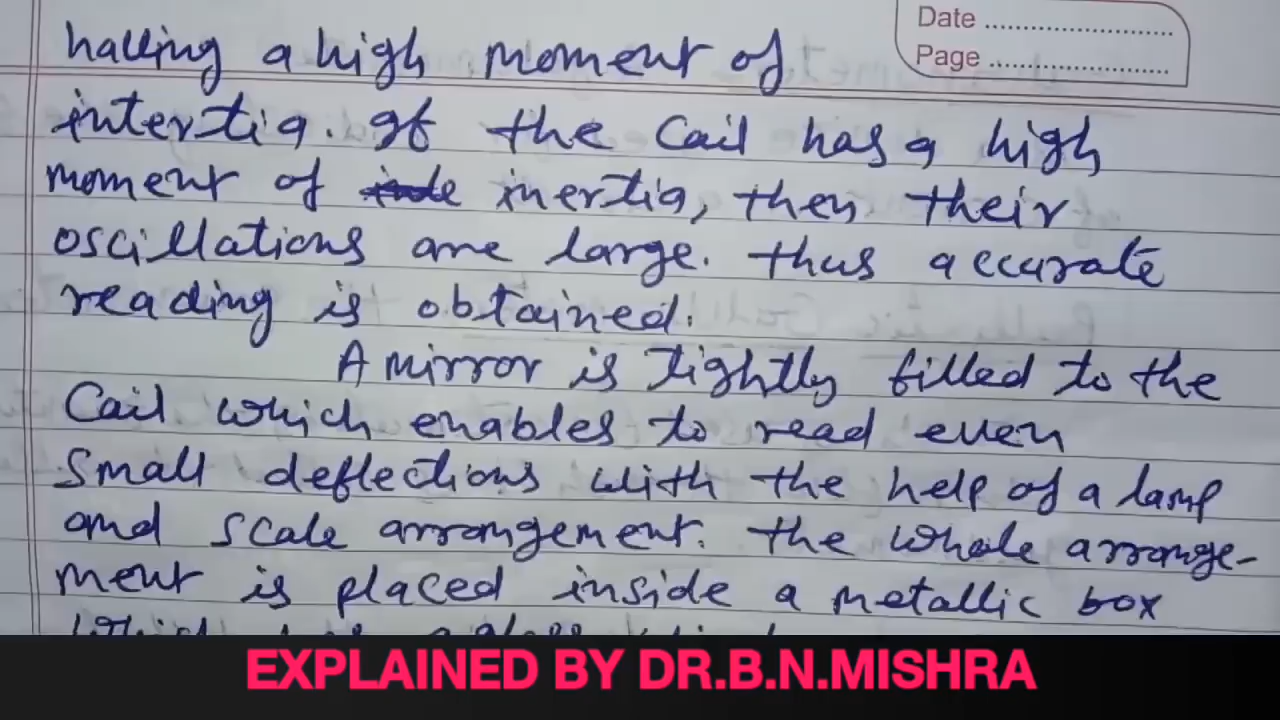 Date
Page
having a high moment of
intertia. If the Coil has a high
moment of inertia, then their
oscillations are large. thus accurate
reading is obtained.
A mirror is tightly filled to the
Coil which enables to read even
Small deflections with the help of a lamp
and scale arrangement. the whole arrange-
ment is placed inside a metallic box
EXPLAINED BY DR.B.N.MISHRA